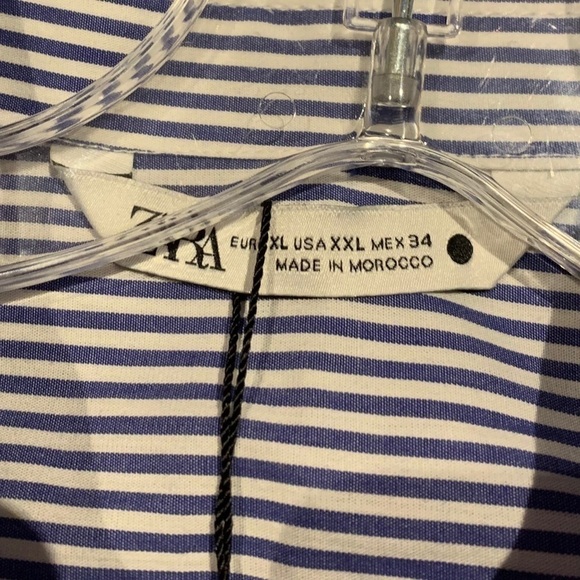 ZARA
EUR XL USA XXL MEX 34
MADE IN MOROCCO